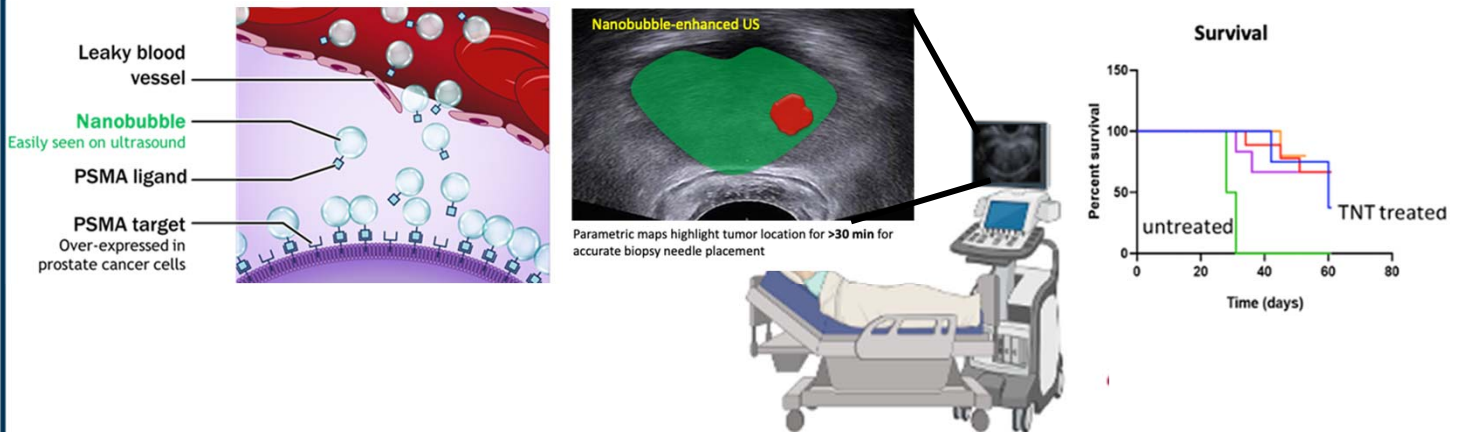 Leaky blood
vessel
Nanobubble
Easily seen on ultrasound
PSMA ligand
PSMA target
Over-expressed in
prostate cancer cells
Nanobubble-enhanced US
Parametric maps highlight tumor location for >30 min for
accurate biopsy needle placement
Survival
Percent survival
150
100
50
0
untreated
TNT treated
0 20 40 60 80
Time (days)